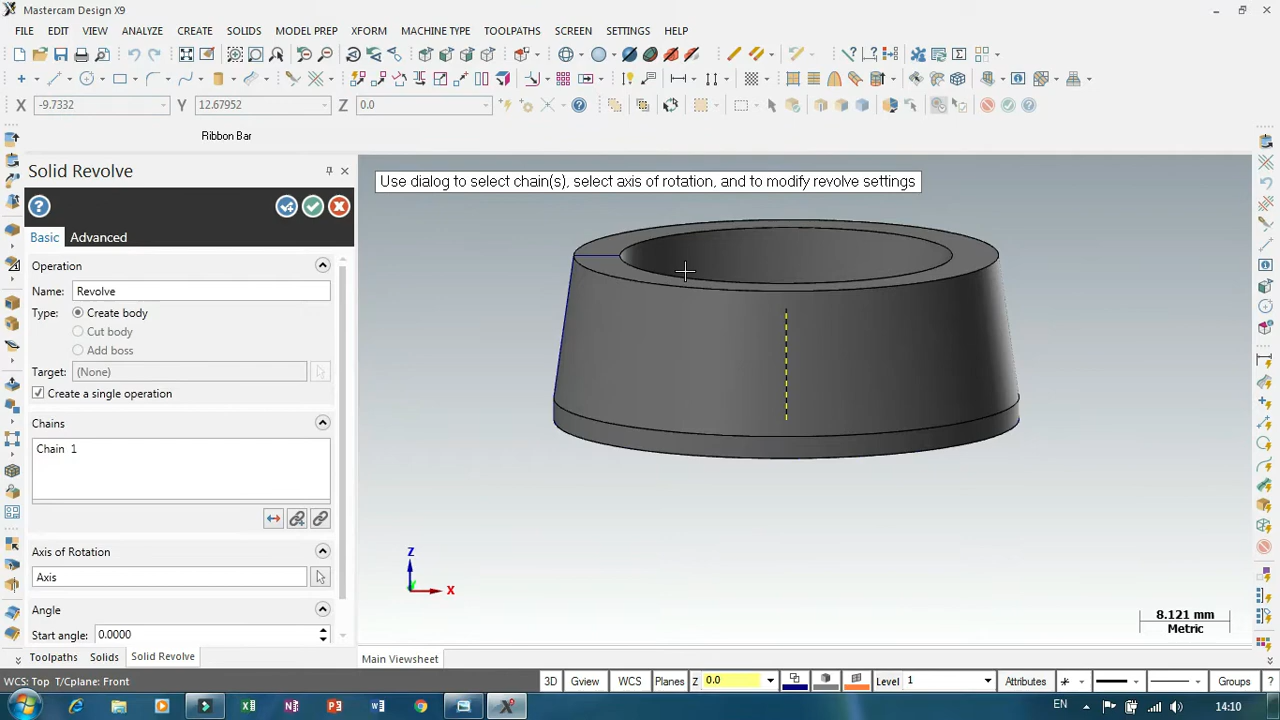 Mastercam Design X9
FILE EDIT VIEW ANALYZE CREATE SOLIDS MODEL PREP XFORM MACHINE TYPE TOOLPATHS SCREEN SETTINGS HELP
X -9.7332 Y 12.67952 Z 0.0
Ribbon Bar
Solid Revolve
Use dialog to select chain(s), select axis of rotation, and to modify revolve settings
Basic Advanced
Operation
Name: Revolve
Type: Create body
Cut body
Add boss
Target: (None)
Create a single operation
Chains
Chain 1
Axis of Rotation
Axis
Angle
Start angle: 0.0000
Z
X
8.121 mm
Metric
Toolpaths Solids Solid Revolve
Main Viewsheet
WCS: Top T/Cplane: Front
3D Gview WCS Planes Z 0.0 Level 1 Attributes Groups ?
EN 14:10